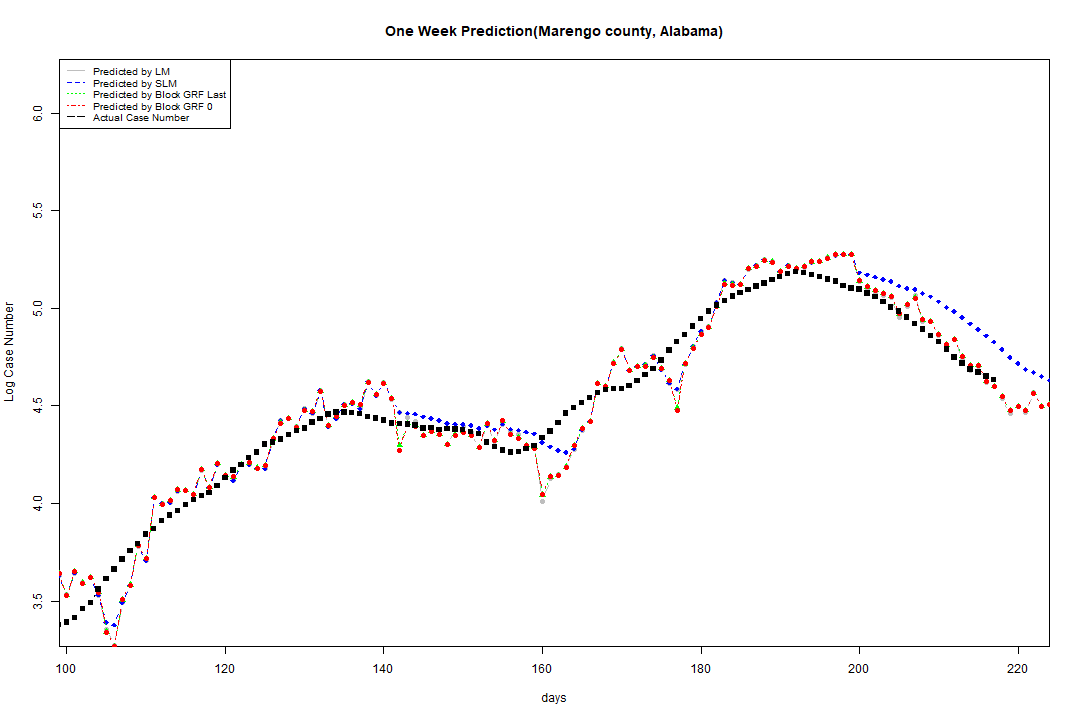 One Week Prediction(Marengo county, Alabama)
Predicted by LM
Predicted by SLM
Predicted by Block GRF Last
Predicted by Block GRF 0
Actual Case Number
Log Case Number
6.0
5.5
5.0
4.5
4.0
3.5
100 120 140 160 180 200 220
days